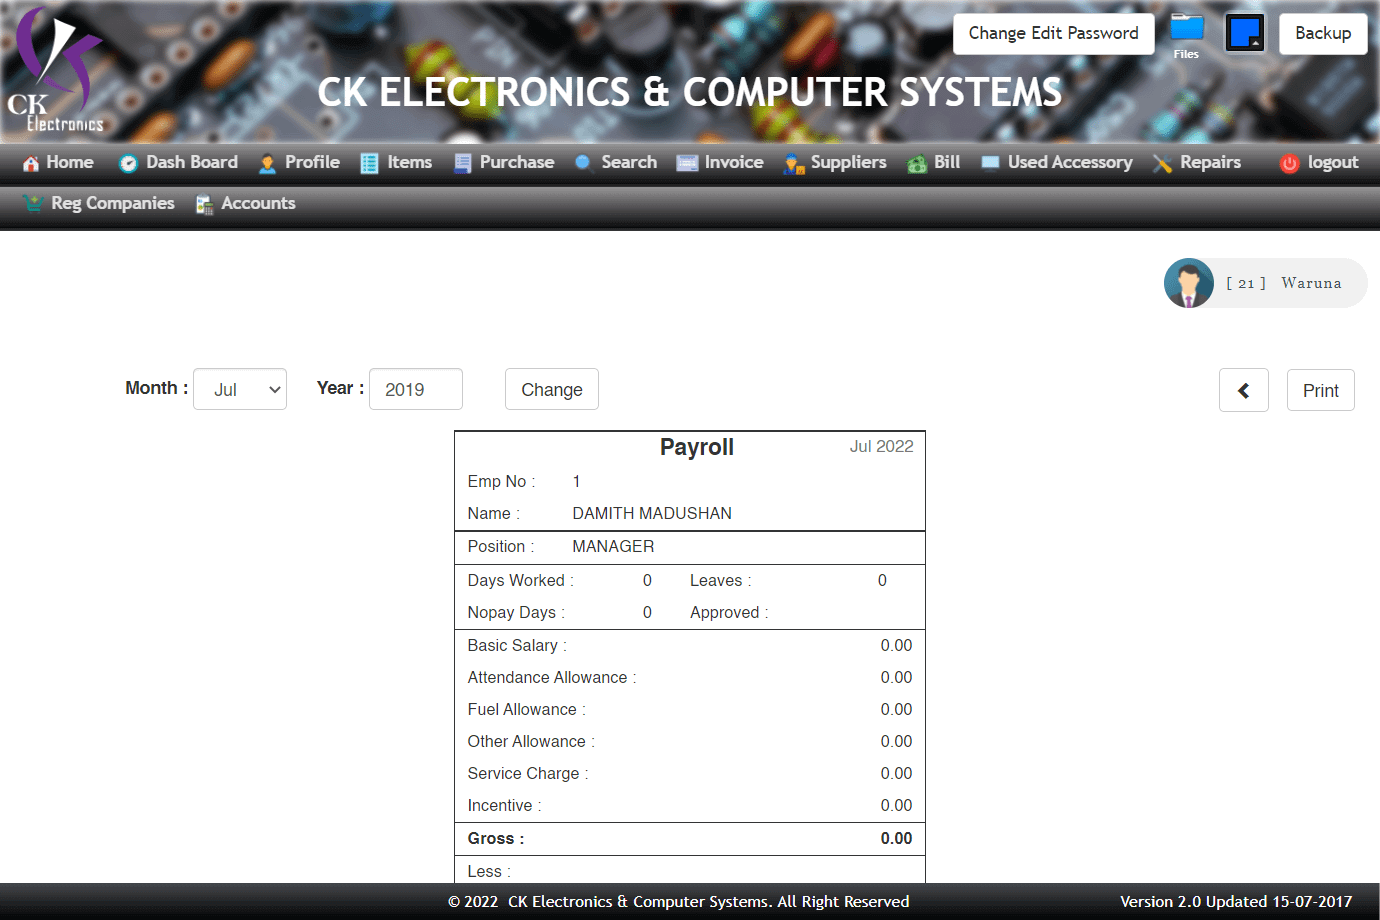 Change Edit Password
Files
Backup
CK ELECTRONICS & COMPUTER SYSTEMS
CK
Electronics
Home Dash Board Profile Items Purchase Search Invoice Suppliers Bill Used Accessory Repairs logout
Reg Companies Accounts
[ 21 ] Waruna
Month : Jul Year : 2019 Change Print
Payroll Jul 2022
Emp No : 1
Name : DAMITH MADUSHAN
Position : MANAGER
Days Worked : 0 Leaves : 0
Nopay Days : 0 Approved :
Basic Salary : 0.00
Attendance Allowance : 0.00
Fuel Allowance : 0.00
Other Allowance : 0.00
Service Charge : 0.00
Incentive : 0.00
Gross : 0.00
Less :
© 2022 CK Electronics & Computer Systems. All Right Reserved Version 2.0 Updated 15-07-2017